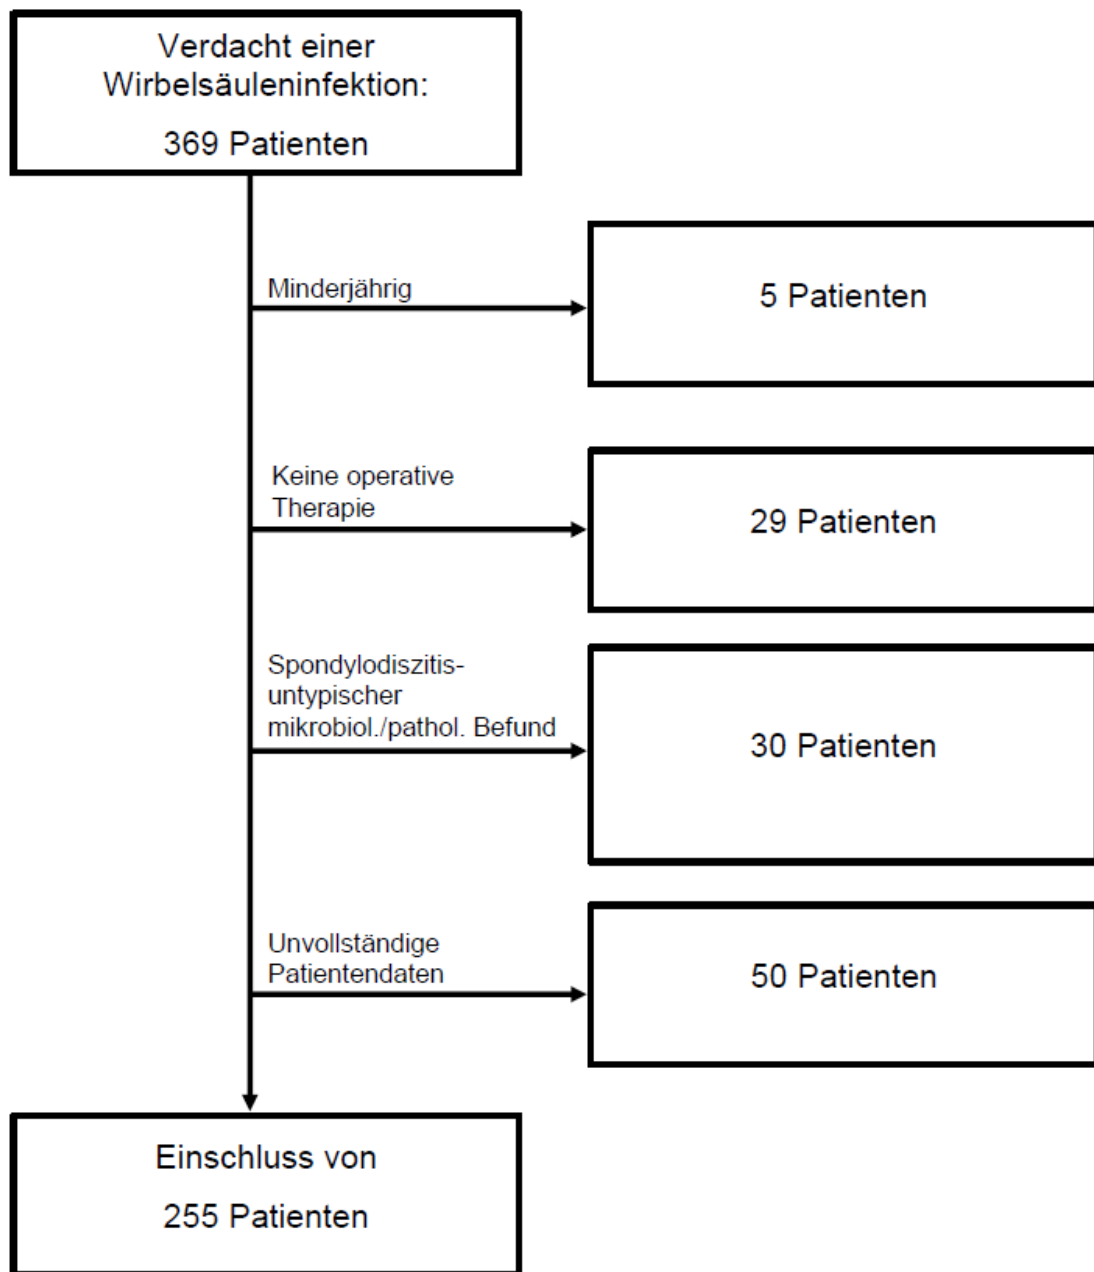 Verdacht einer
Wirbelsäuleninfektion:
369 Patienten
Minderjährig
5 Patienten
Keine operative
Therapie
29 Patienten
Spondylodiszitis-
untypischer
mikrobiol./pathol. Befund
30 Patienten
Unvollständige
Patientendaten
50 Patienten
Einschluss von
255 Patienten